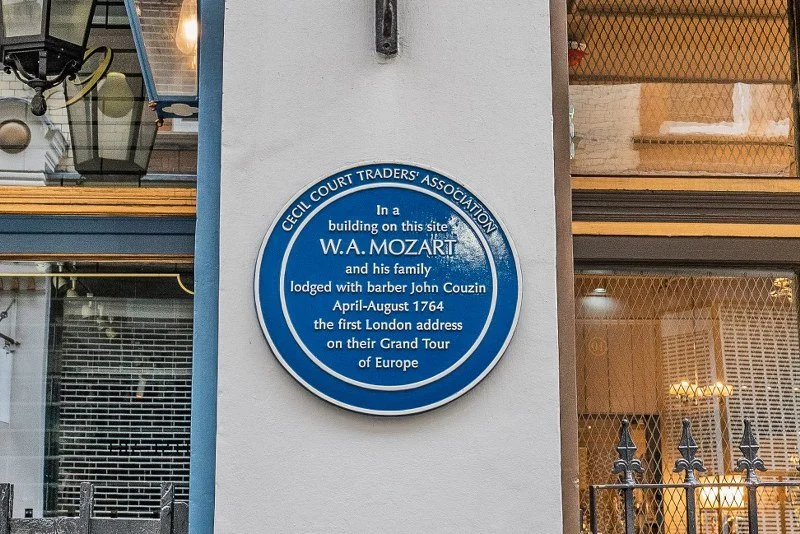 CECIL COURT TRADERS' ASSOCIATION
In a
building on this site
W.A. MOZART
and his family
lodged with barber John Couzin
April-August 1764
the first London address
on their Grand Tour
of Europe